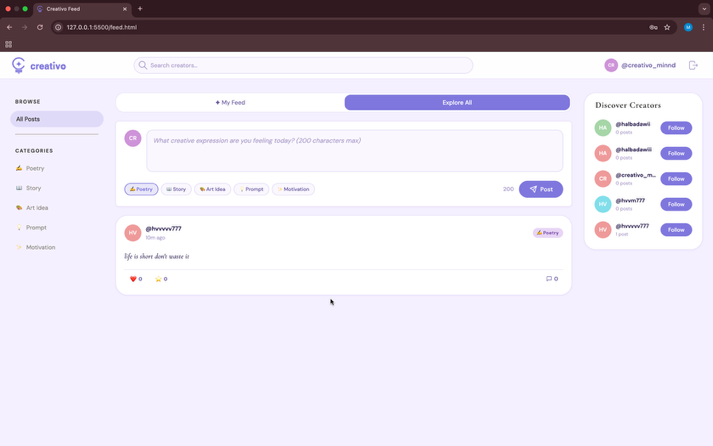 Creativo Feed
127.0.0.1:5500/feed.html
creativo
Search creators...
CR @creativo_minnd
BROWSE
All Posts
CATEGORIES
Poetry
Story
Art idea
Prompt
Motivation
My Feed
Explore All
CR
What creative expression are you feeling today? (200 characters max)
Poetry Story Art idea Prompt Motivation
200 Post
HV @hvvvvv777
10m ago
Poetry
life is short don't waste it
0 0 0
Discover Creators
HA @halbadawii
0 posts
Follow
HA @halbadawiii
0 posts
Follow
CR @creativo_m...
0 posts
Follow
HV @hvvm777
0 posts
Follow
HV @hvvvvv777
1 post
Follow